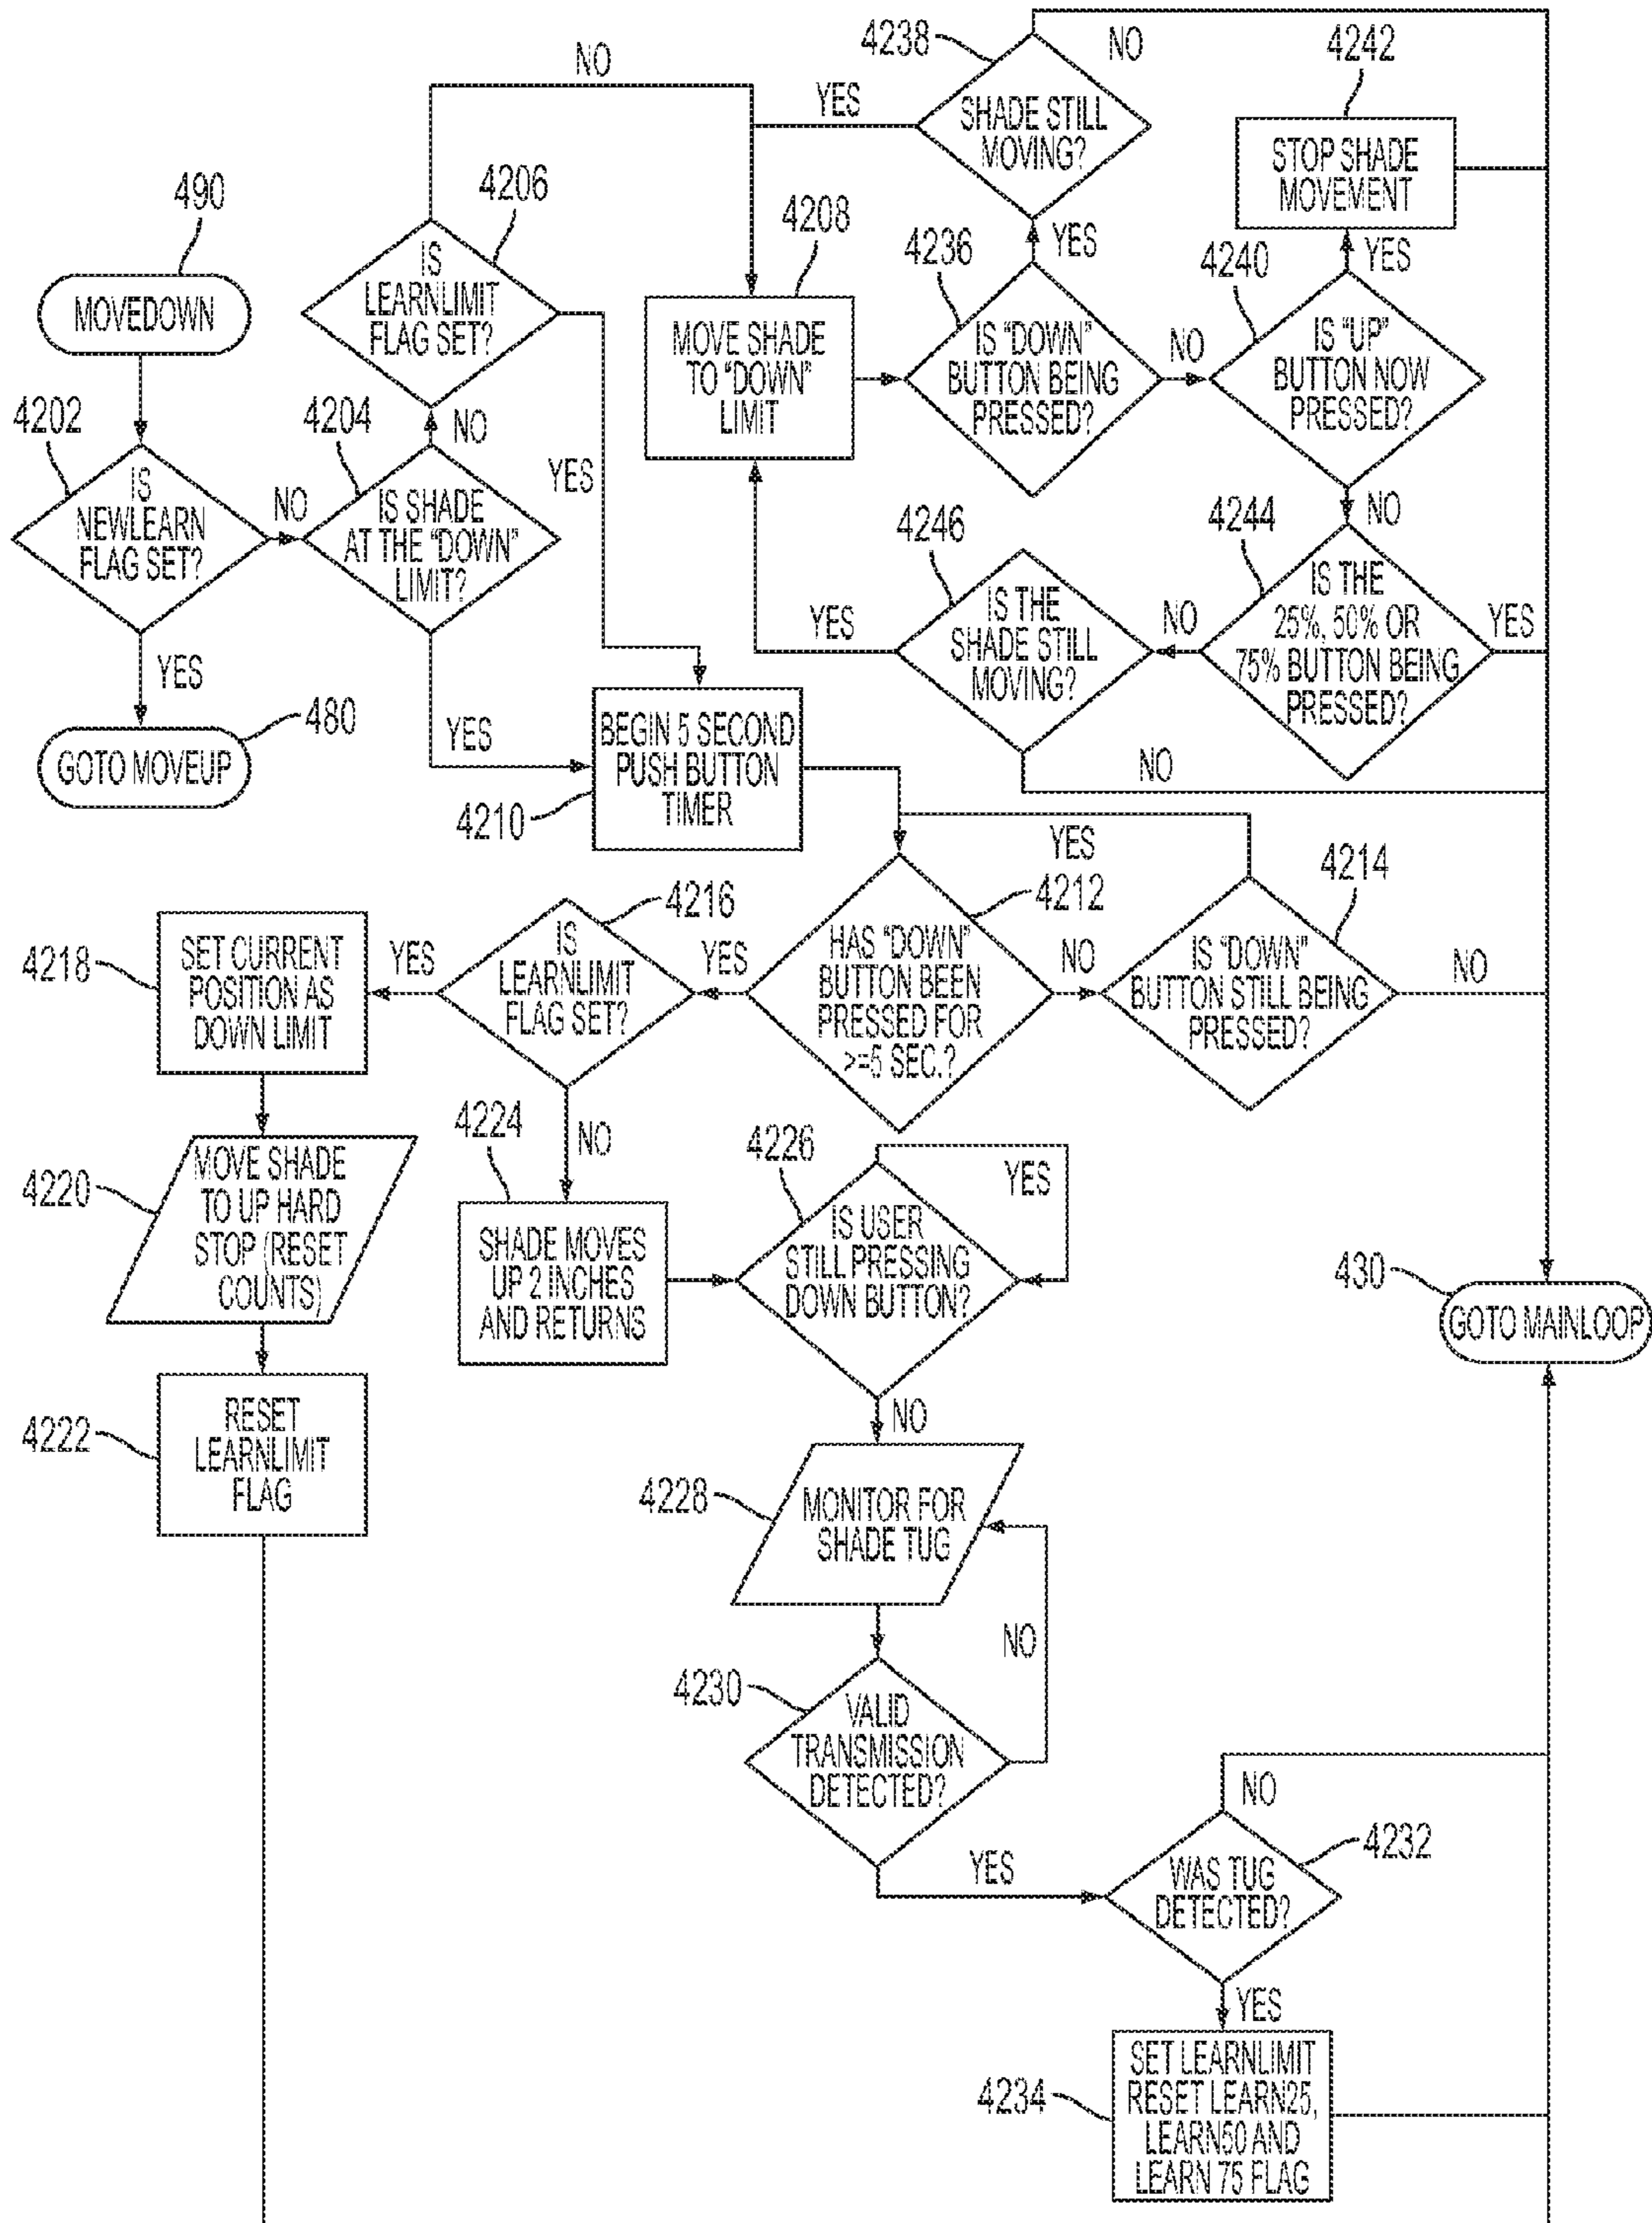 4238
NO
SHADE STILL
MOVING?
YES
4242
STOP SHADE
MOVEMENT
NO
490
MOVEDOWN
4206
IS
LEARNLIMIT
FLAG SET?
4208
MOVE SHADE
TO "DOWN"
LIMIT
4236
YES
IS "DOWN"
BUTTON BEING
PRESSED?
NO
4240
YES
IS "UP"
BUTTON NOW
PRESSED?
NO
4202
IS
NEWLEARN
FLAG SET?
NO
YES
4204
NO
IS SHADE
AT THE "DOWN"
LIMIT?
YES
YES
4246
IS THE
SHADE STILL
MOVING?
YES
NO
NO
4244
IS THE
25%, 50% OR
75% BUTTON BEING
PRESSED?
YES
480
GOTO MOVEUP
BEGIN 5 SECOND
PUSH BUTTON
TIMER
4210
YES
4212
HAS "DOWN"
BUTTON BEEN
PRESSED FOR
>=5 SEC.?
NO
4214
IS "DOWN"
BUTTON STILL BEING
PRESSED?
NO
YES
4216
IS
LEARNLIMIT
FLAG SET?
YES
NO
4218
SET CURRENT
POSITION AS
DOWN LIMIT
4220
MOVE SHADE
TO UP HARD
STOP (RESET
COUNTS)
4222
RESET
LEARNLIMIT
FLAG
4224
SHADE MOVES
UP 2 INCHES
AND RETURNS
4226
YES
IS USER
STILL PRESSING
DOWN BUTTON?
NO
430
GOTO MAINLOOP
4228
MONITOR FOR
SHADE TUG
NO
4230
VALID
TRANSMISSION
DETECTED?
YES
NO
4232
WAS TUG
DETECTED?
YES
4234
SET LEARNLIMIT
RESET LEARN25,
LEARN50 AND
LEARN 75 FLAG